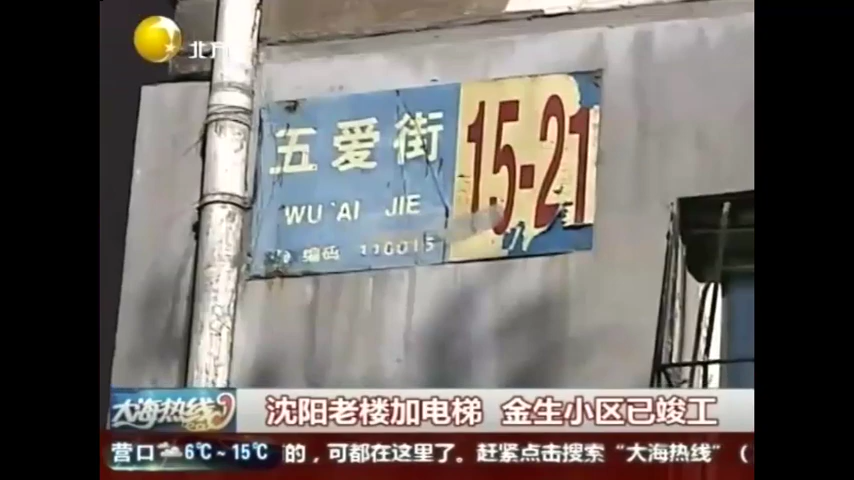 北方
五爱街
15-21
WU'AI JIE
编码 110015
大海热线
沈阳老楼加电梯 金生小区已竣工
营口 6℃~15℃ 的，可都在这里了。赶紧点击搜索“大海热线”（